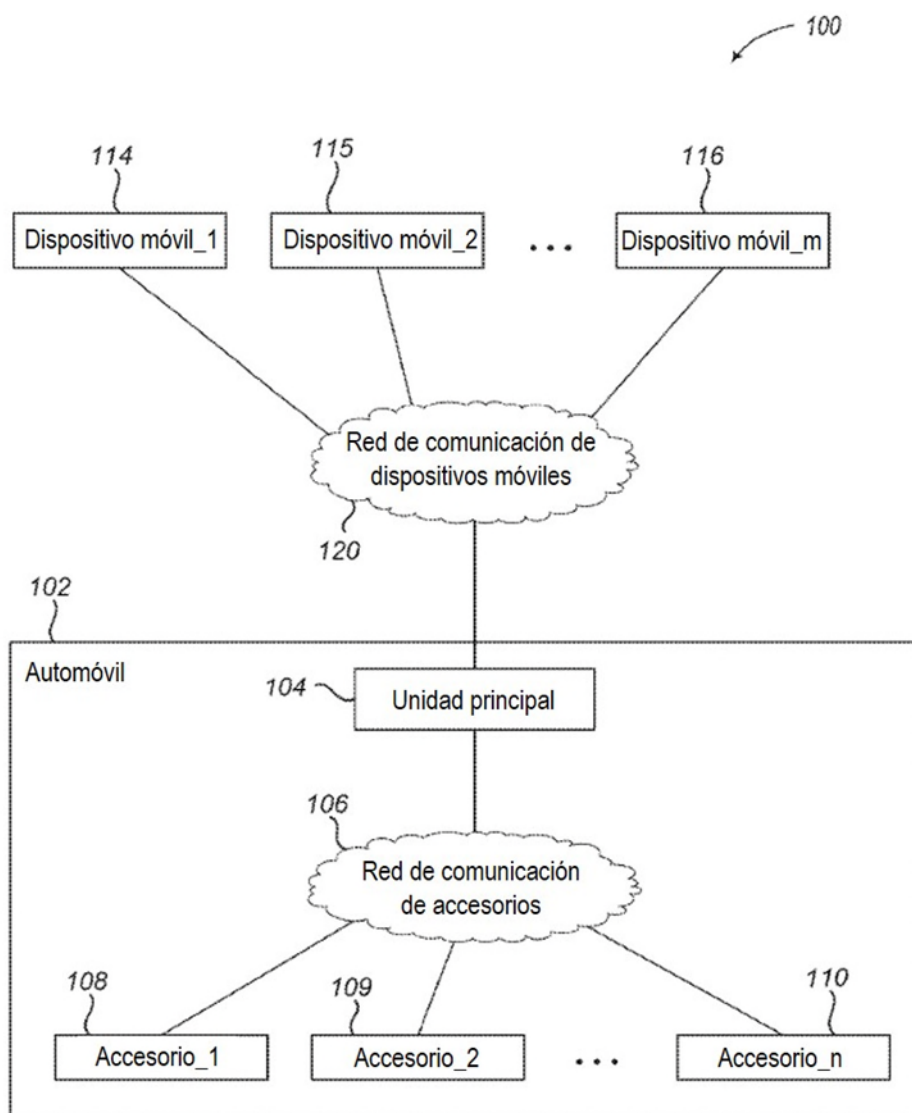 100
114
115
116
Dispositivo móvil_1
Dispositivo móvil_2
...
Dispositivo móvil_m
Red de comunicación de
dispositivos móviles
120
102
Automóvil
104
Unidad principal
106
Red de comunicación
de accesorios
108
109
110
Accesorio_1
Accesorio_2
...
Accesorio_n